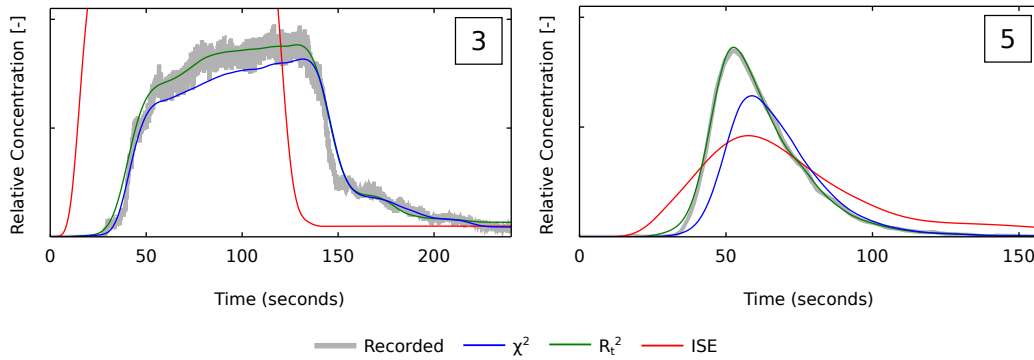 Relative Concentration [-]
3
0 50 100 150 200
Time (seconds)
Relative Concentration [-]
5
0 50 100 150
Time (seconds)
Recorded χ² Rₜ² ISE